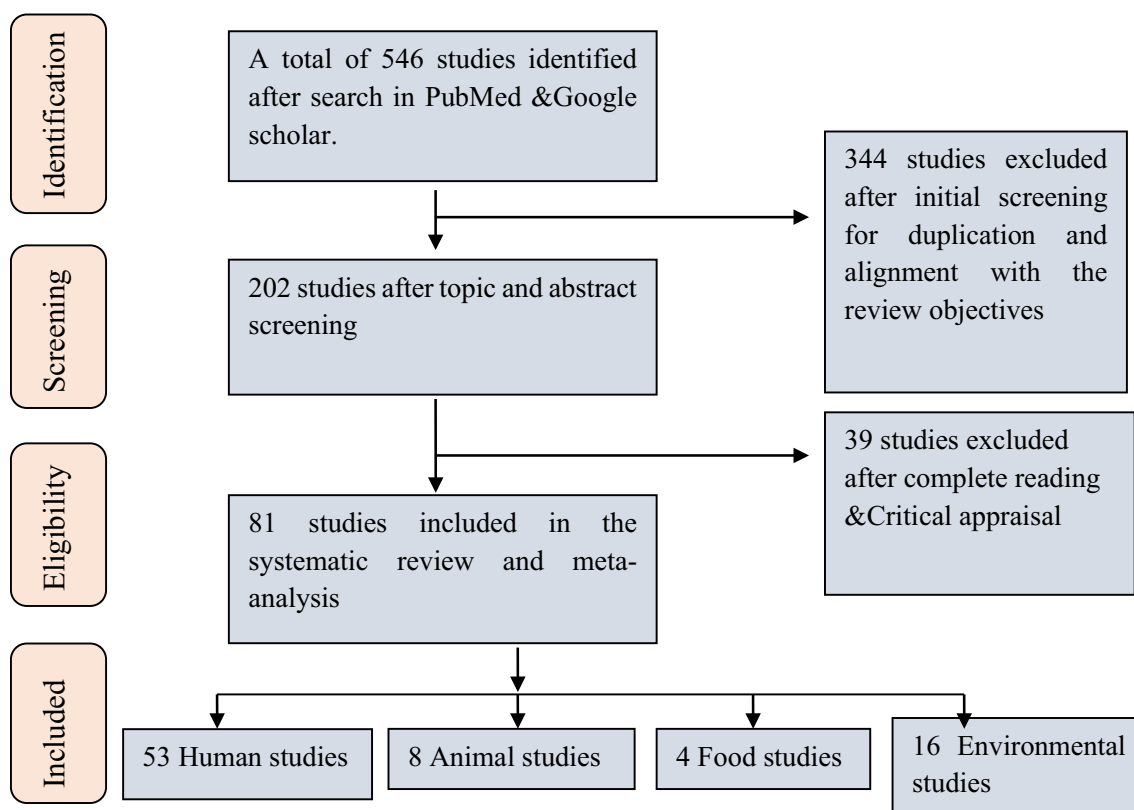 Identification
A total of 546 studies identified
after search in PubMed &Google
scholar.
344 studies excluded
after initial screening
for duplication and
alignment with the
review objectives
Screening
202 studies after topic and abstract
screening
39 studies excluded
after complete reading
&Critical appraisal
Eligibility
81 studies included in the
systematic review and meta-
analysis
Included
53 Human studies
8 Animal studies
4 Food studies
16 Environmental
studies